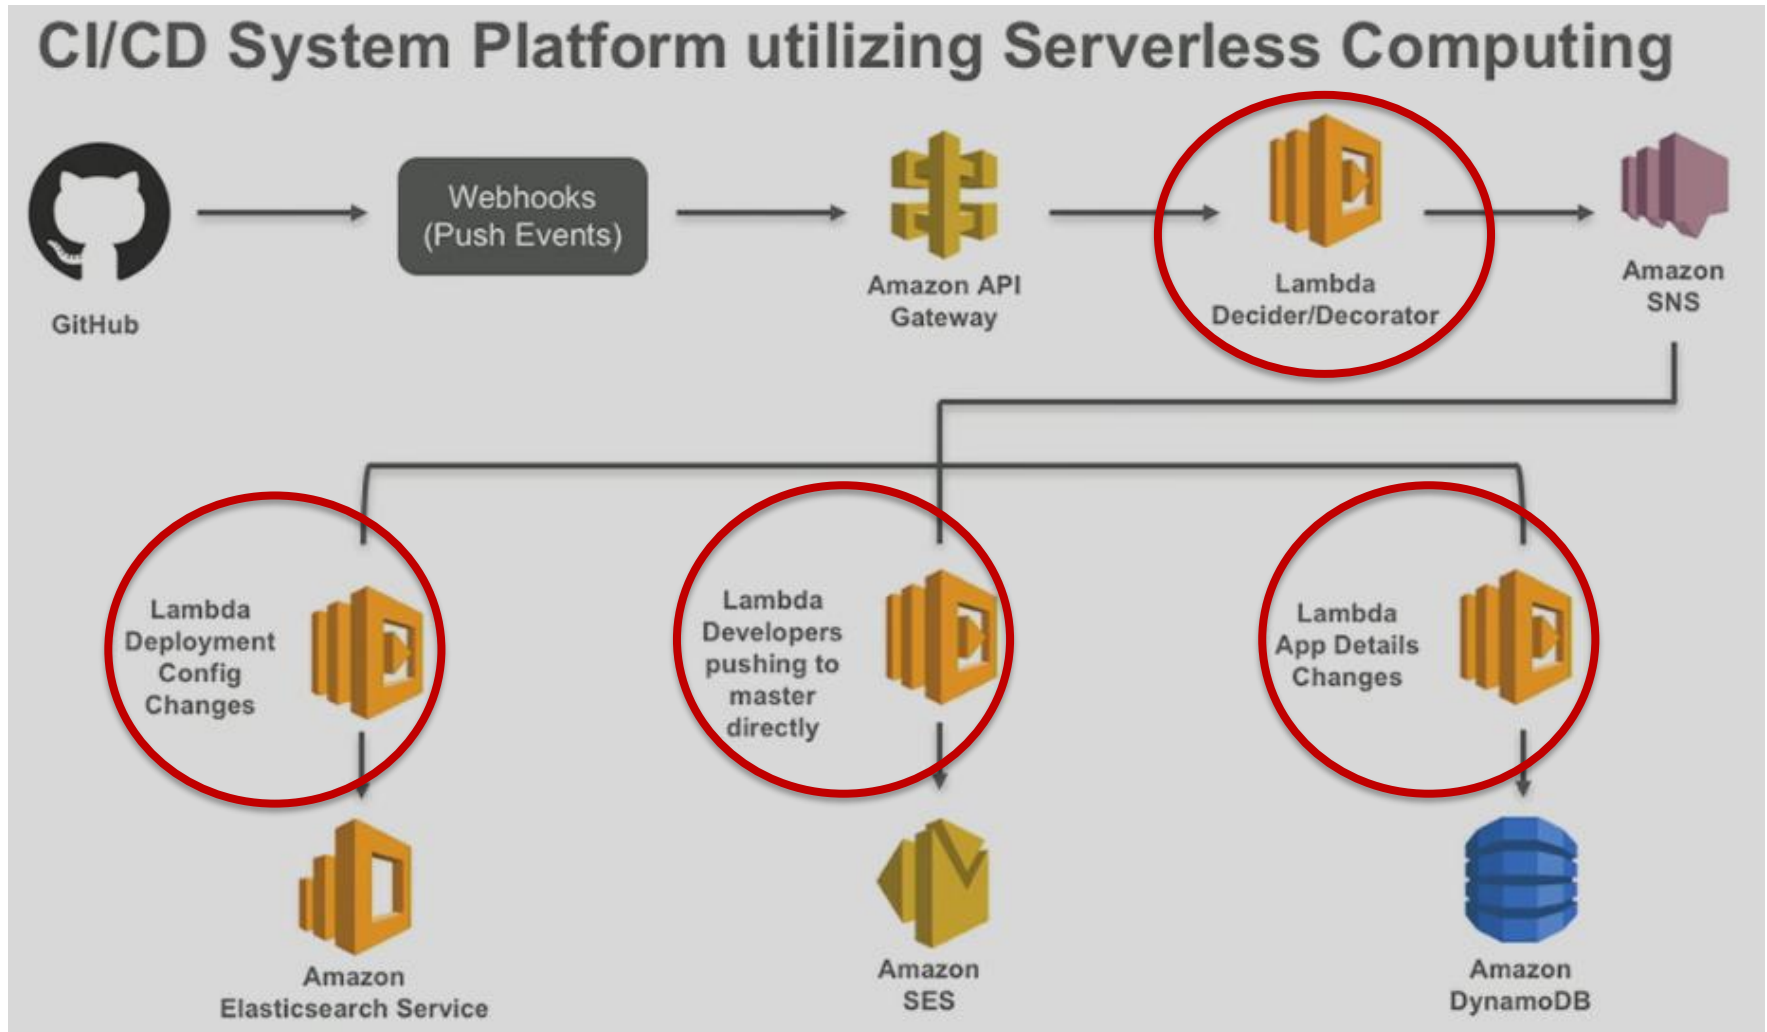 CI/CD System Platform utilizing Serverless Computing
Webhooks
(Push Events)
GitHub
Amazon API
Gateway
Lambda
Decider/Decorator
Amazon
SNS
Lambda
Deployment
Config
Changes
Lambda
Developers
pushing to
master
directly
Lambda
App Details
Changes
Amazon
Elasticsearch Service
Amazon
SES
Amazon
DynamoDB